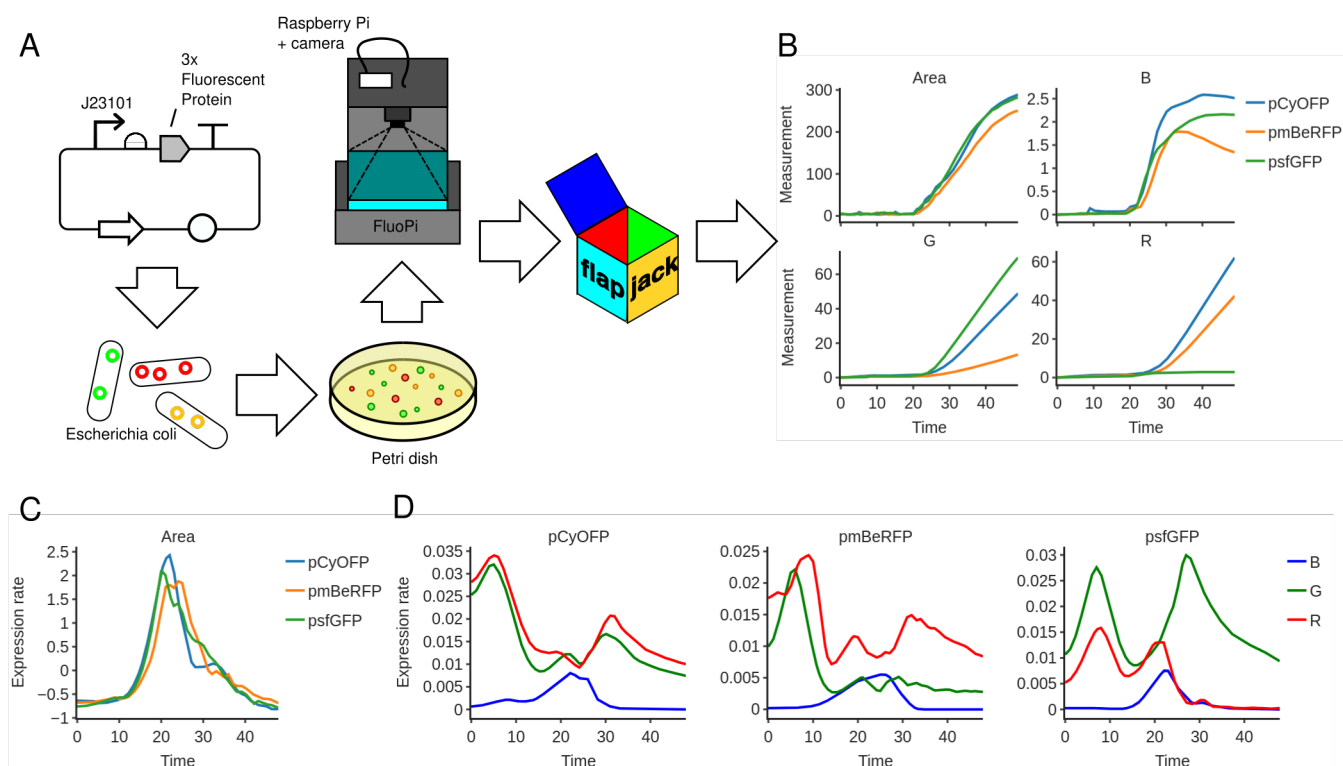 A
Raspberry Pi
+ camera
3x
Fluorescent
Protein
J23101
FluoPi
flap
jack
Escherichia coli
Petri dish
B
Area
B
300
200
100
0
Measurement
2.5
2
1.5
1
0.5
0
pCyOFP
pmBeRFP
psfGFP
G
R
60
40
20
0
Measurement
60
40
20
0
0
10
20
30
40
Time
0
10
20
30
40
Time
C
Area
2.5
2
1.5
1
0.5
0
−0.5
−1
Expression rate
0
10
20
30
40
Time
pCyOFP
pmBeRFP
psfGFP
D
pCyOFP
0.035
0.03
0.025
0.02
0.015
0.01
0.005
0
Expression rate
0
10
20
30
40
Time
pmBeRFP
0.025
0.02
0.015
0.01
0.005
0
0
10
20
30
40
Time
psfGFP
0.03
0.025
0.02
0.015
0.01
0.005
0
0
10
20
30
40
Time
B
G
R